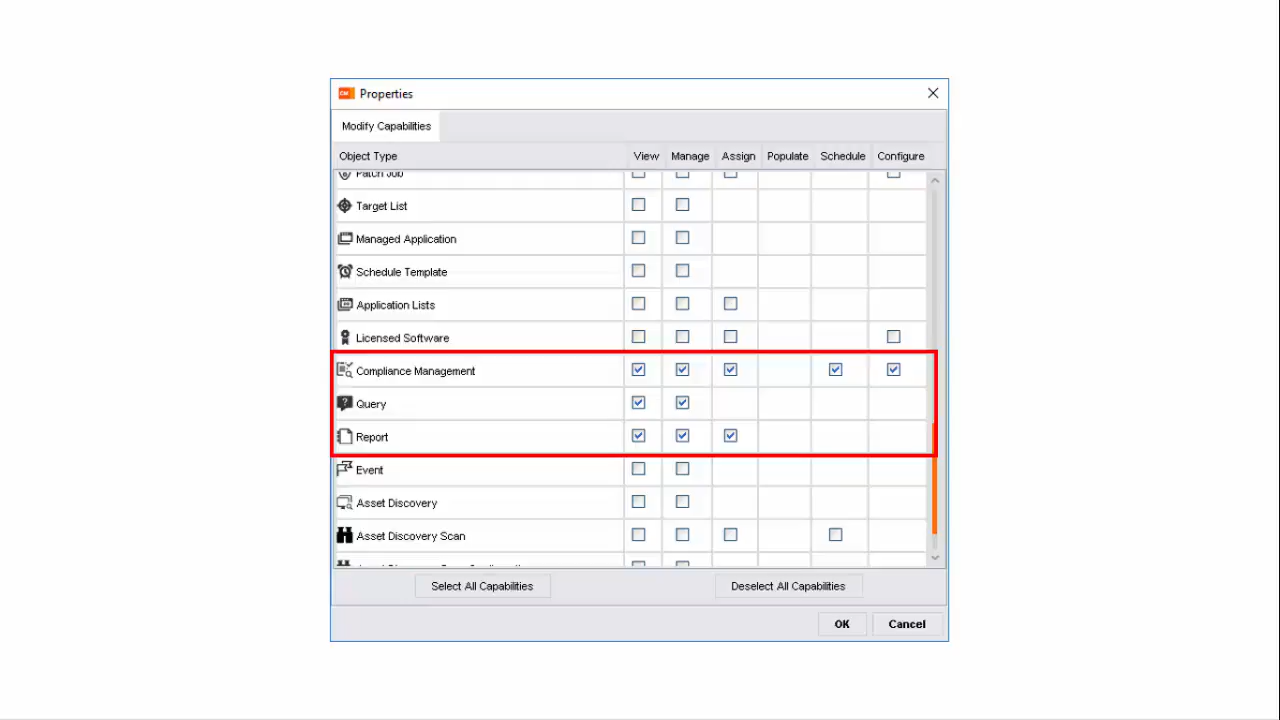 Properties
Modify Capabilities
Object Type View Manage Assign Populate Schedule Configure
Patch Job
Target List
Managed Application
Schedule Template
Application Lists
Licensed Software
Compliance Management
Query
Report
Event
Asset Discovery
Asset Discovery Scan
Select All Capabilities Deselect All Capabilities
OK Cancel